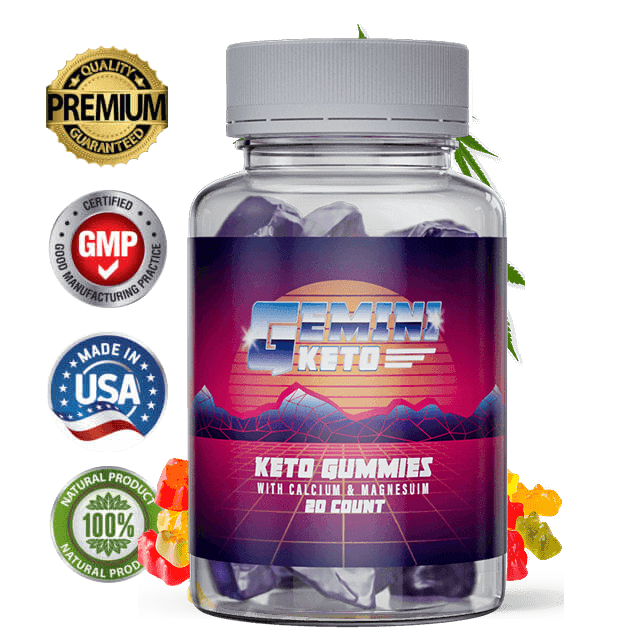 QUALITY
PREMIUM
GUARANTEED
CERTIFIED
GMP
GOOD MANUFACTURING PRACTICE
MADE IN
USA
NATURAL PRODUCT
100%
NATURAL PROD
GEMINI
KETO
KETO GUMMIES
WITH CALCIUM & MAGNESUIM
20 COUNT